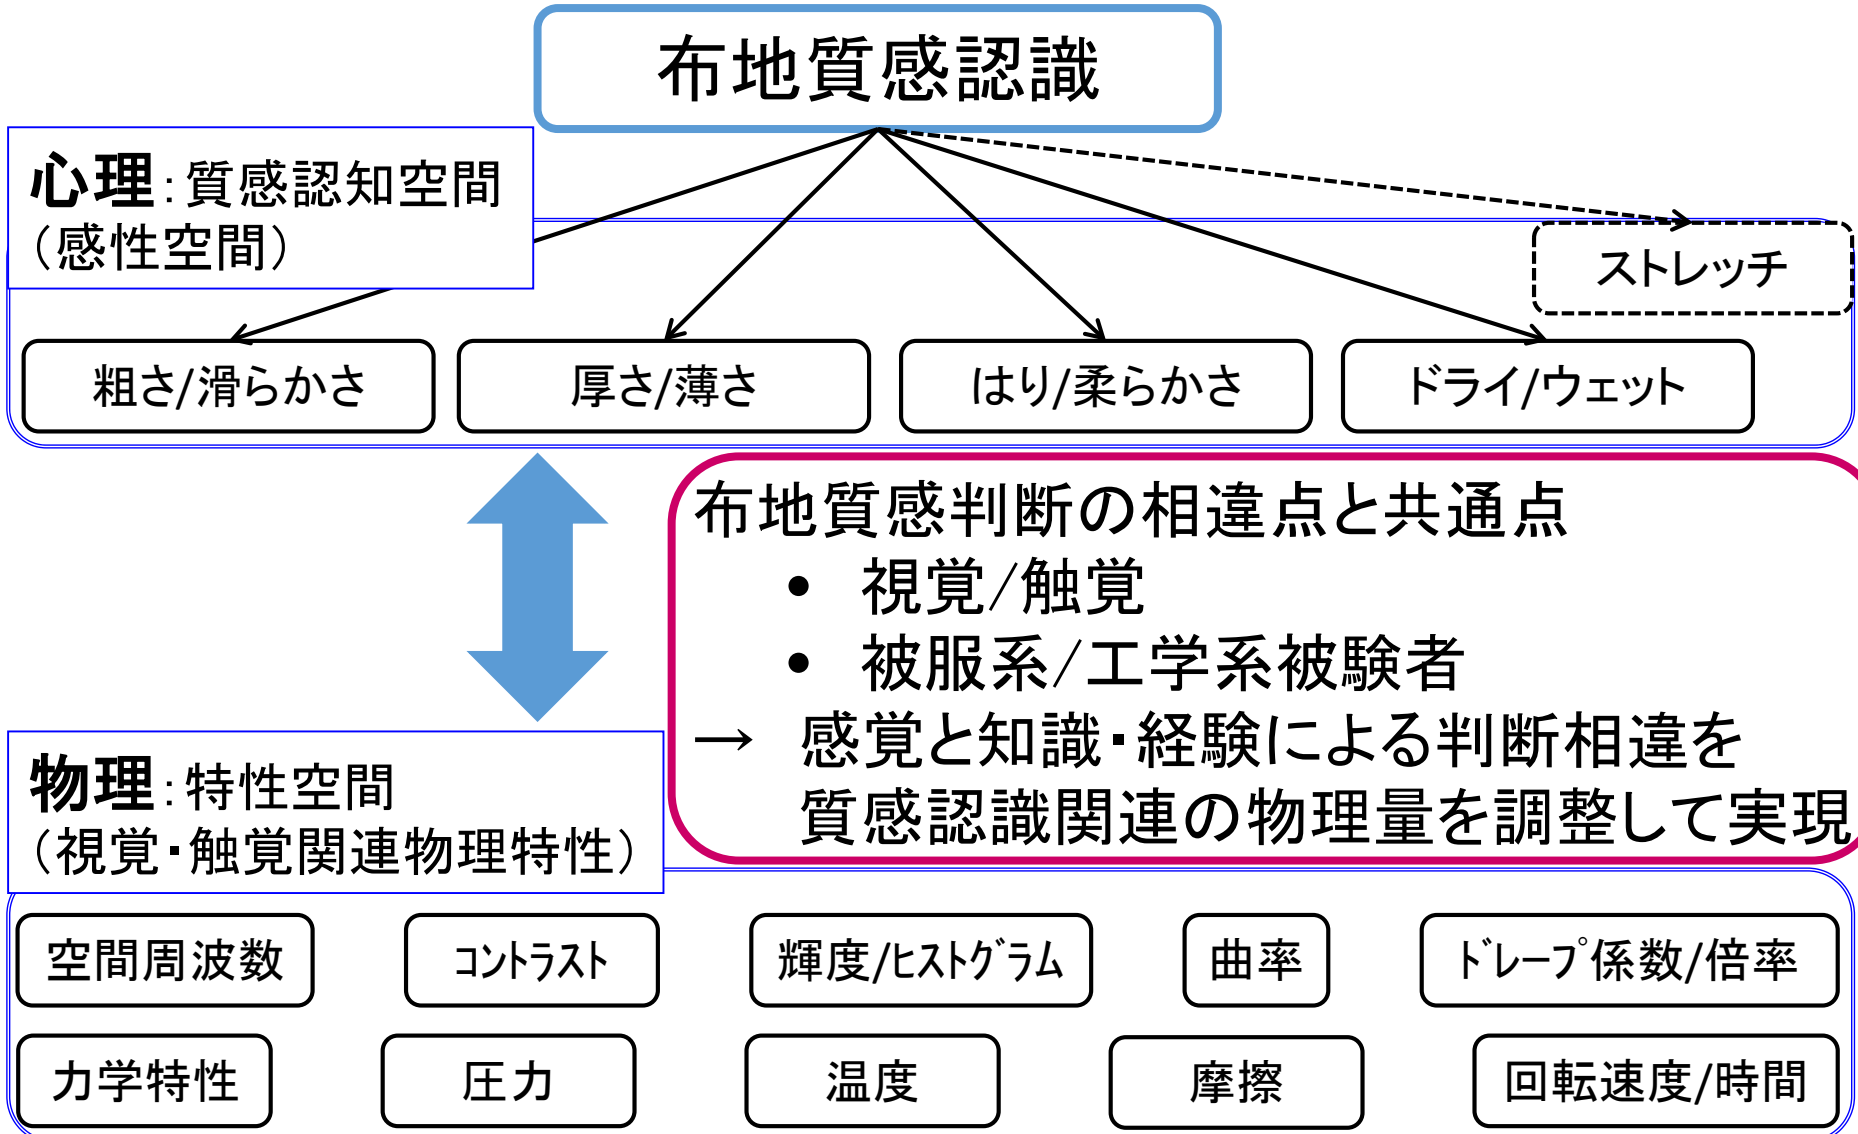 布地質感認識
心理:質感認知空間
(感性空間)
ストレッチ
粗さ/滑らかさ
厚さ/薄さ
はり/柔らかさ
ドライ/ウェット
布地質感判断の相違点と共通点
• 視覚/触覚
• 被服系/工学系被験者
→ 感覚と知識・経験による判断相違を
質感認識関連の物理量を調整して実現
物理:特性空間
(視覚・触覚関連物理特性)
空間周波数
コントラスト
輝度/ヒストグラム
曲率
ドレープ係数/倍率
力学特性
圧力
温度
摩擦
回転速度/時間